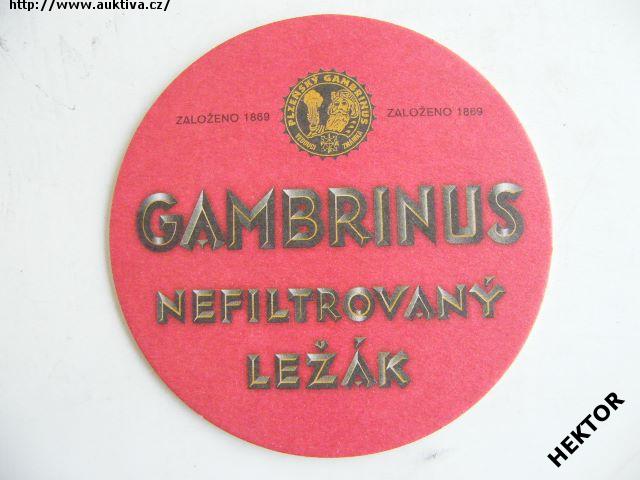 http://www.auktiva.cz/
PLZEŇSKÝ GAMBRINUS
ZALOŽENO 1869
ZALOŽENO 1869
GAMBRINUS
NEFILTROVANÝ
LEŽÁK
HEKTOR